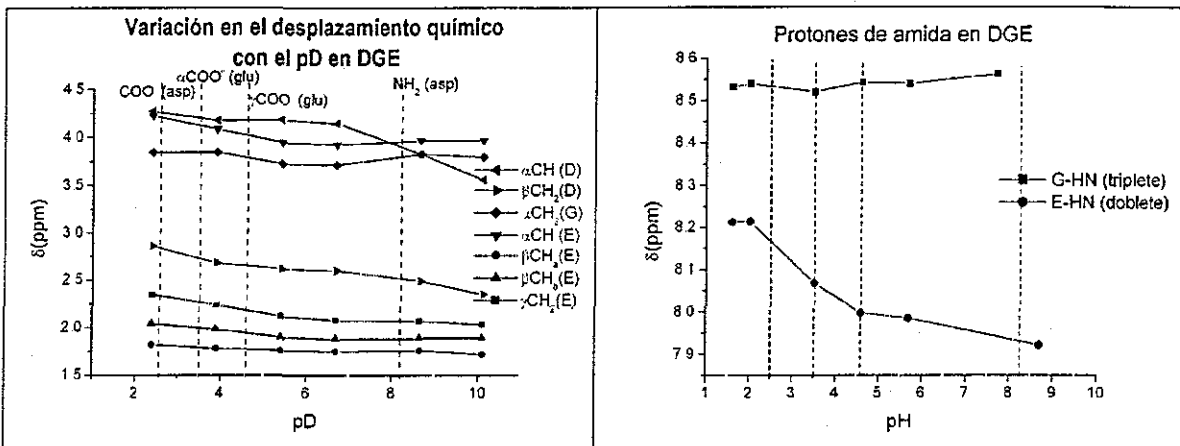 Variación en el desplazamiento químico
con el pD en DGE
COO (asp)
αCOO⁻ (glu)
γCOO (glu)
NH₂ (asp)
δ(ppm)
4 5
4.0
3.5
3.0
2.5
2.0
1 5
2
4
6
8
10
pD
αCH (D)
βCH₂(D)
αCH₂(G)
αCH (E)
βCHₐ(E)
βCH_b(E)
γCH₂(E)
Protones de amida en DGE
δ(ppm)
8 6
8.5
8 4
8 3
8.2
8.1
8 0
7 9
1
2
3
4
5
6
7
8
9
10
pH
G-HN (triplete)
E-HN (doblete)